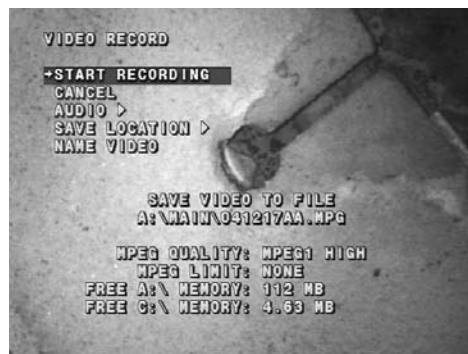 VIDEO RECORD
→START RECORDING
CANCEL
AUDIO ▷
SAVE LOCATION ▷
NAME VIDEO
SAVE VIDEO TO FILE
A:\MAIN\041217AA.MPG
MPEG QUALITY: MPEG1 HIGH
MPEG LIMIT: NONE
FREE A:\ MEMORY: 112 MB
FREE C:\ MEMORY: 4.63 MB